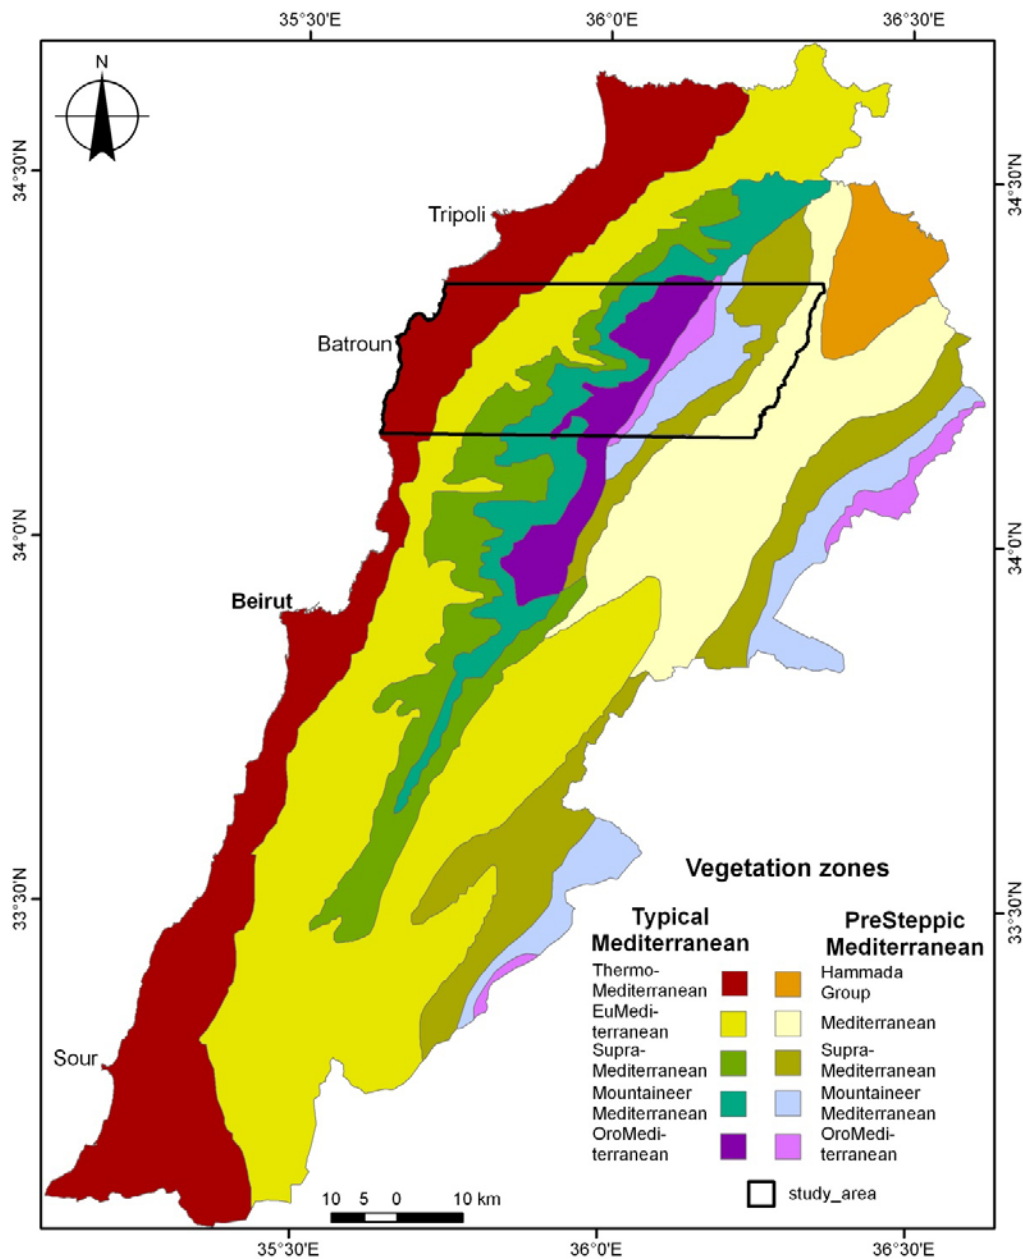 35°30'E 36°0'E 36°30'E
N
34°30'N
34°30'N
Tripoli
Batroun
34°0'N
34°0'N
Beirut
33°30'N
33°30'N
Sour
Vegetation zones
Typical
Mediterranean
PreSteppic
Mediterranean
Thermo-
Mediterranean
Hammada
Group
EuMedi-
terranean
Mediterranean
Supra-
Mediterranean
Supra-
Mediterranean
Mountaineer
Mediterranean
Mountaineer
Mediterranean
OroMedi-
terranean
OroMedi-
terranean
study_area
10 5 0 10 km
35°30'E 36°0'E 36°30'E